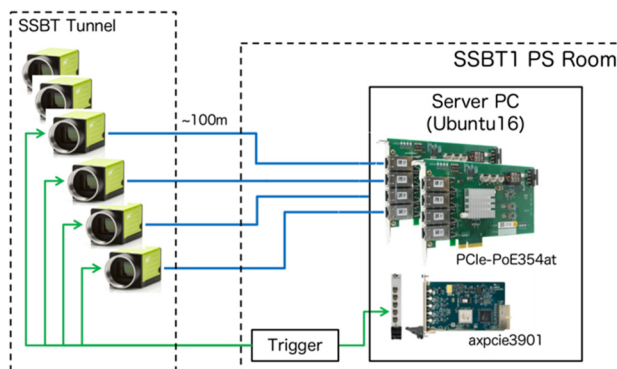 SSBT Tunnel
SSBT1 PS Room
~100m
Server PC
(Ubuntu16)
PCIe-PoE354at
axpcie3901
Trigger